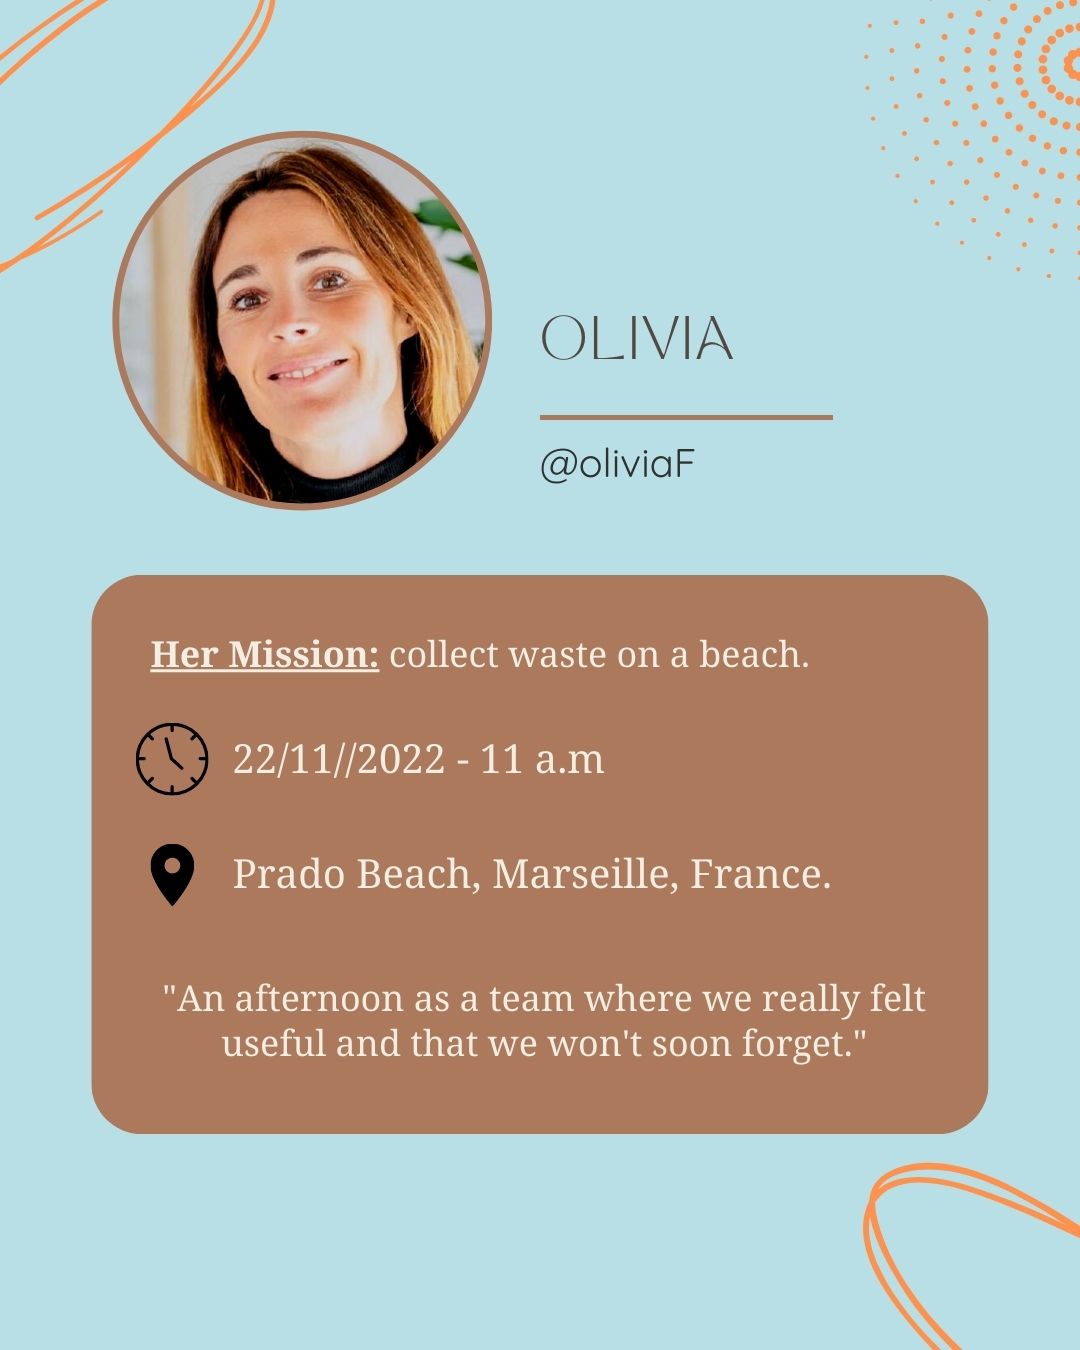 OLIVIA
@oliviaF
Her Mission: collect waste on a beach.
22/11//2022 - 11 a.m
Prado Beach, Marseille, France.
"An afternoon as a team where we really felt
useful and that we won't soon forget."